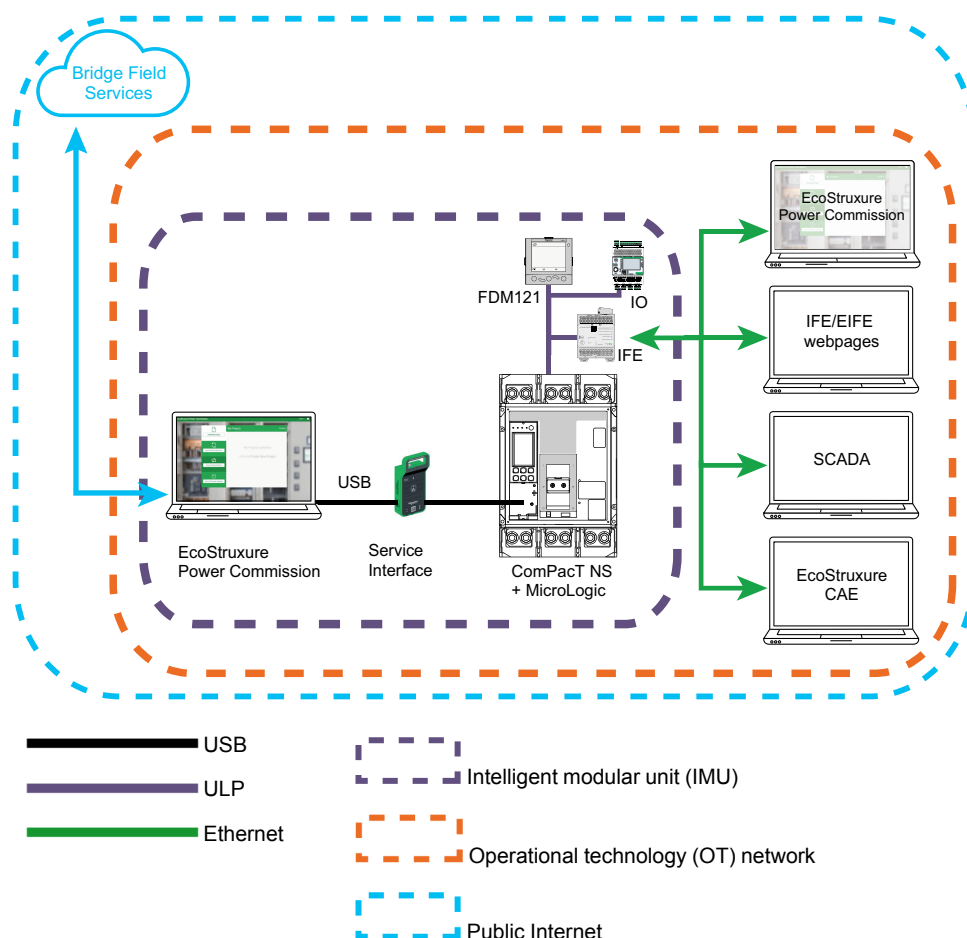 Bridge Field
Services
EcoStruxure
Power Commission
FDM121
IO
IFE
IFE/EIFE
webpages
SCADA
USB
EcoStruxure
Power Commission
Service
Interface
ComPacT NS
+ MicroLogic
EcoStruxure
CAE
USB
ULP
Ethernet
Intelligent modular unit (IMU)
Operational technology (OT) network
Public Internet